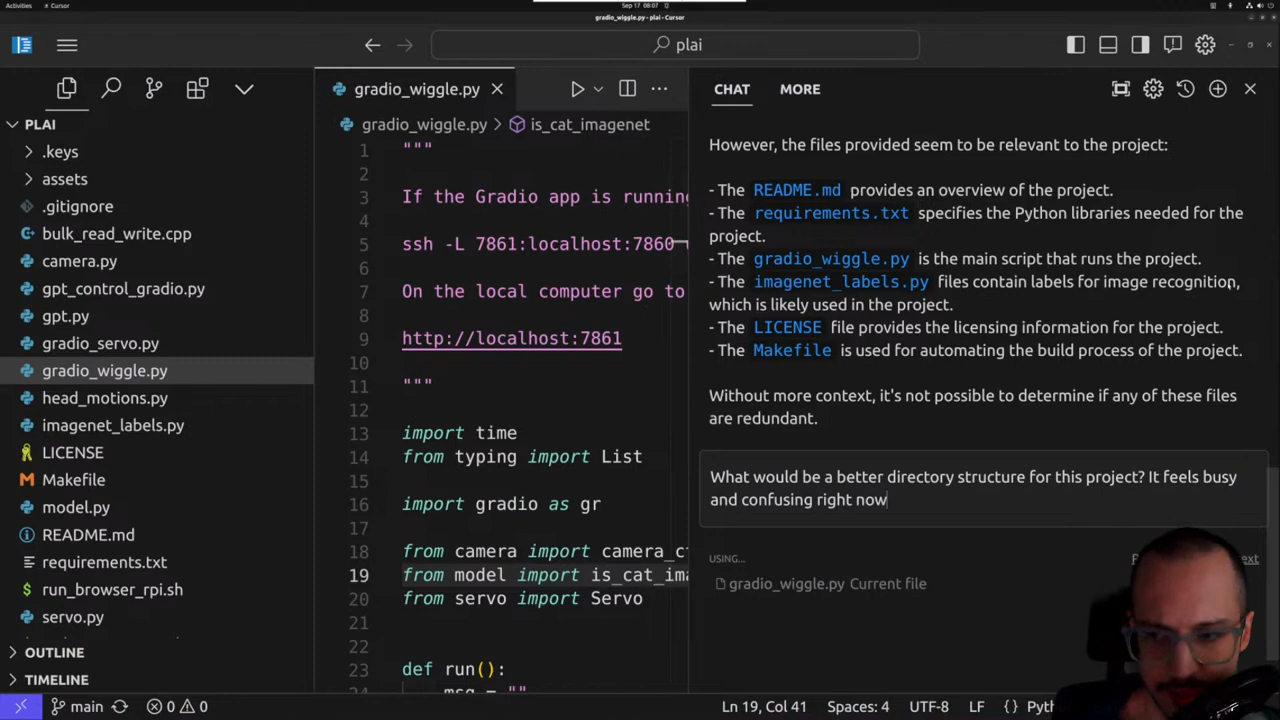 Activities
Cursor
Sep 17 08:07
gradio_wiggle.py - plai - Cursor
plai
PLAI
.keys
assets
.gitignore
bulk_read_write.cpp
camera.py
gpt_control_gradio.py
gpt.py
gradio_servo.py
gradio_wiggle.py
head_motions.py
imagenet_labels.py
LICENSE
Makefile
model.py
README.md
requirements.txt
run_browser_rpi.sh
servo.py
OUTLINE
TIMELINE
gradio_wiggle.py
gradio_wiggle.py > is_cat_imagenet
1 """
2
3 If the Gradio app is running
4
5 ssh -L 7861:localhost:7860
6
7 On the local computer go to
8
9 http://localhost:7861
10
11 """
12
13 import time
14 from typing import List
15
16 import gradio as gr
17
18 from camera import camera_ct
19 from model import is_cat_ima
20 from servo import Servo
21
22
23 def run():
24 msg = ""
CHAT MORE
However, the files provided seem to be relevant to the project:
- The README.md provides an overview of the project.
- The requirements.txt specifies the Python libraries needed for the
project.
- The gradio_wiggle.py is the main script that runs the project.
- The imagenet_labels.py files contain labels for image recognition,
which is likely used in the project.
- The LICENSE file provides the licensing information for the project.
- The Makefile is used for automating the build process of the project.
Without more context, it's not possible to determine if any of these files
are redundant.
What would be a better directory structure for this project? It feels busy
and confusing right now
USING...
gradio_wiggle.py Current file
main
0 0
Ln 19, Col 41
Spaces: 4
UTF-8
LF
{} Pyth